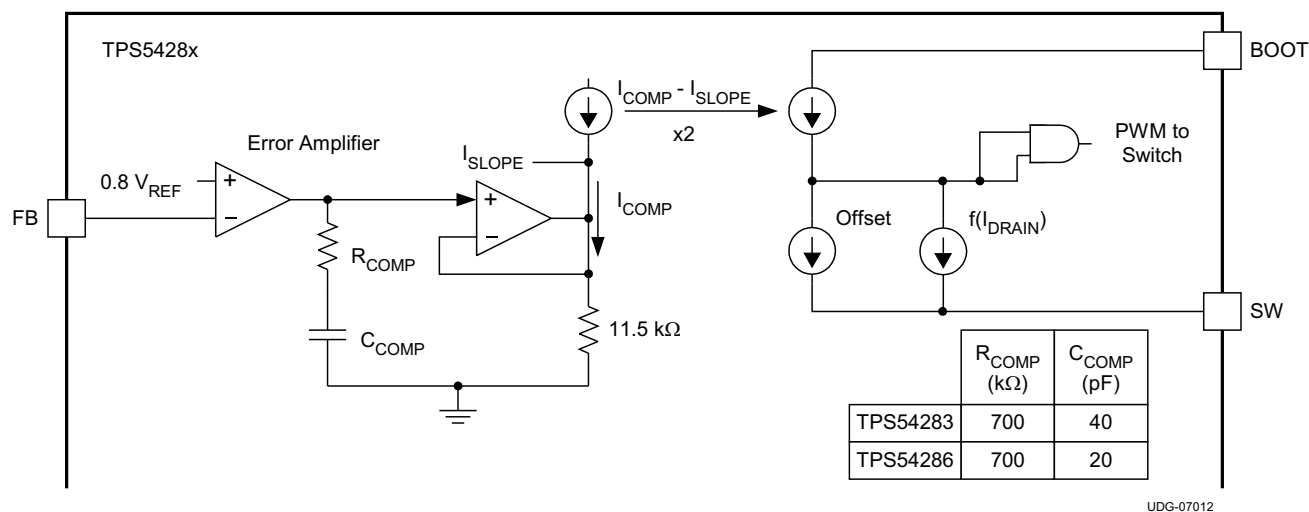 TPS5428x
BOOT
I_COMP - I_SLOPE
x2
Error Amplifier
PWM to
Switch
I_SLOPE
0.8 V_REF
+
+
I_COMP
FB
–
–
Offset
f(I_DRAIN)
R_COMP
C_COMP
11.5 kΩ
SW
R_COMP C_COMP
(kΩ) (pF)
TPS54283 700 40
TPS54286 700 20
UDG-07012